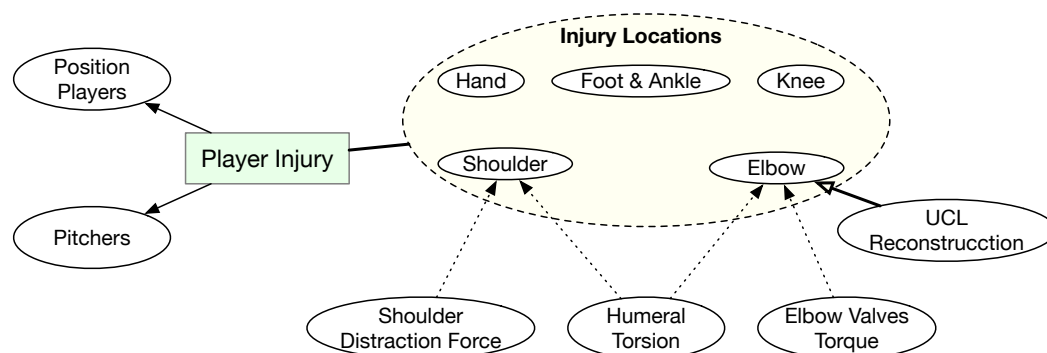 Injury Locations
Position
Players
Hand
Foot & Ankle
Knee
Player Injury
Shoulder
Elbow
Pitchers
UCL
Reconstrucction
Shoulder
Distraction Force
Humeral
Torsion
Elbow Valves
Torque